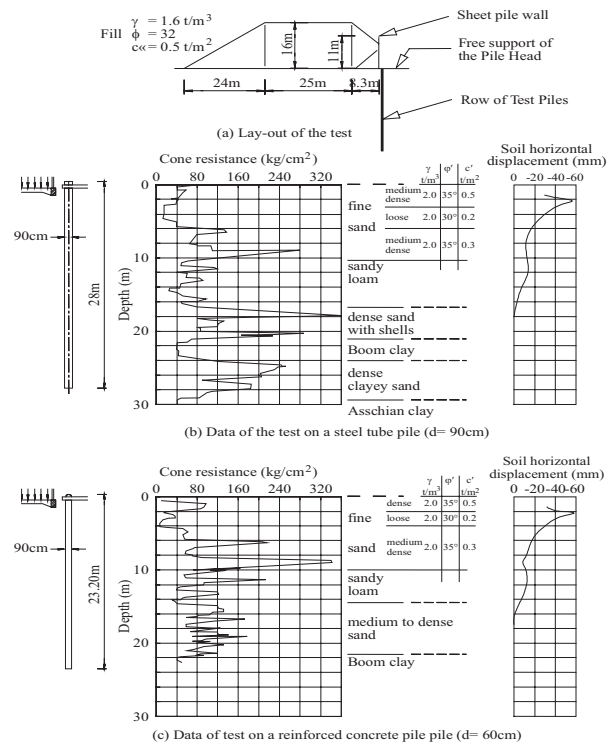 γ = 1.6 t/m³
Fill ϕ = 32
c« = 0.5 t/m²
16m
11m
24m
25m
8.3m
Sheet pile wall
Free support of
the Pile Head
Row of Test Piles
(a) Lay-out of the test
Cone resistance (kg/cm²)
0 80 160 240 320
Soil horizontal
displacement (mm)
0 -20 -40 -60
γ φ' c'
t/m³ t/m²
medium dense 2.0 35° 0.5
loose 2.0 30° 0.2
medium dense 2.0 35° 0.3
fine
sand
sandy
loam
dense sand
with shells
Boom clay
dense
clayey sand
Asschian clay
90cm
28m
Depth (m)
0
10
20
30
(b) Data of the test on a steel tube pile (d= 90cm)
Cone resistance (kg/cm²)
0 80 160 240 320
Soil horizontal
displacement (mm)
0 -20 -40 -60
γ φ' c'
t/m³ t/m²
dense 2.0 35° 0.5
loose 2.0 30° 0.2
medium dense 2.0 35° 0.3
fine
sand
sandy
loam
medium to dense
sand
Boom clay
90cm
23.20m
Depth (m)
0
10
20
30
(c) Data of test on a reinforced concrete pile pile (d= 60cm)